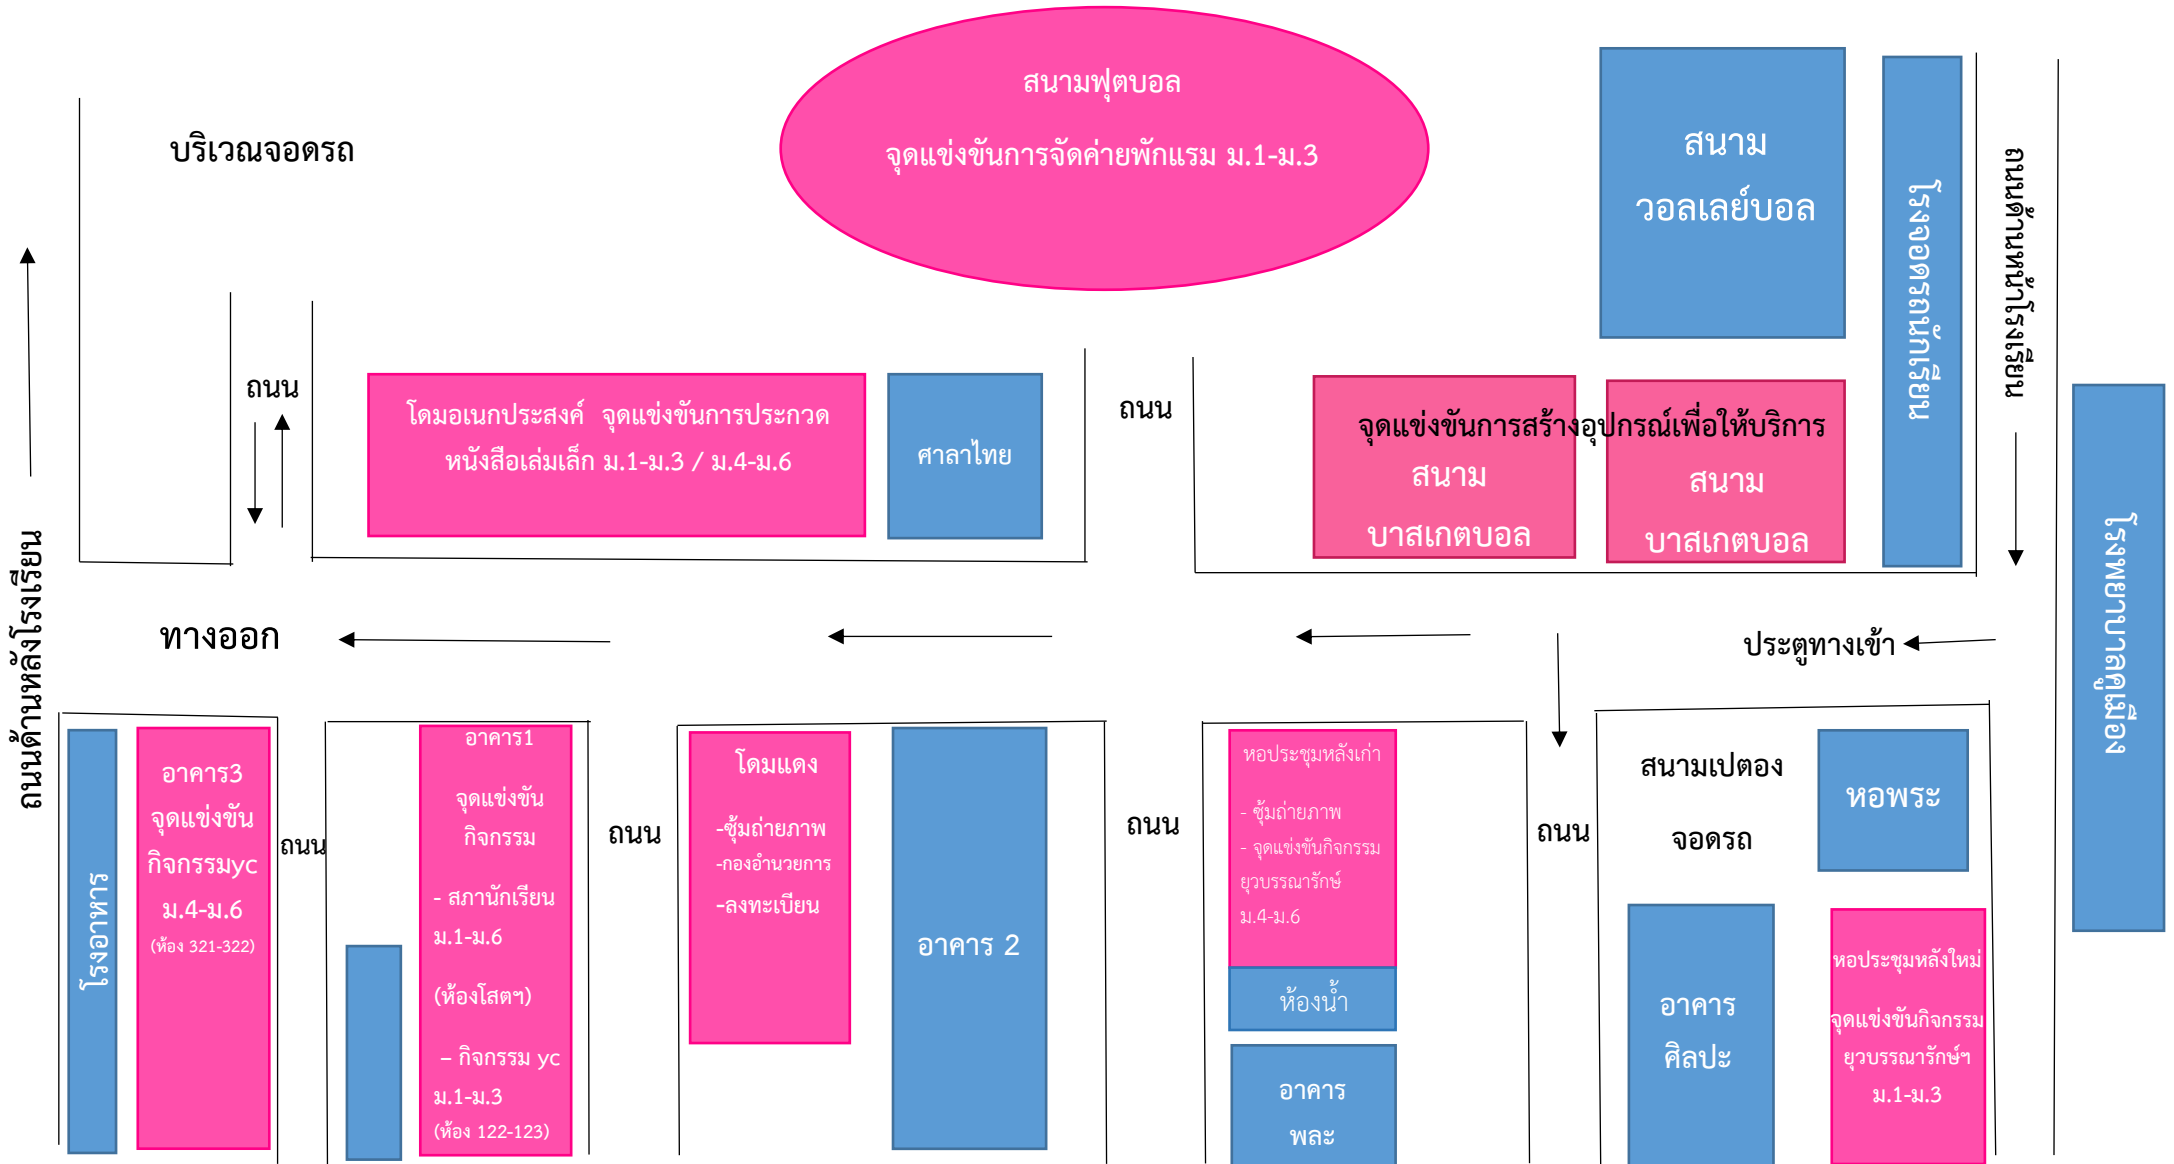 สนามฟุตบอล
จุดแข่งขันการจัดค่ายพักแรม ม.1-ม.3
บริเวณจอดรถ
สนาม
วอลเลย์บอล
โรงจอดรถนักเรียน
ถนนด้านหน้าโรงเรียน
ถนน
โดมอเนกประสงค์ จุดแข่งขันการประกวด
หนังสือเล่มเล็ก ม.1-ม.3 / ม.4-ม.6
ศาลาไทย
ถนน
จุดแข่งขันการสร้างอุปกรณ์เพื่อให้บริการ
สนาม
บาสเกตบอล
สนาม
บาสเกตบอล
โรงพยาบาลคูเมือง
ถนนด้านหลังโรงเรียน
ทางออก
ประตูทางเข้า
โรงอาหาร
อาคาร3
จุดแข่งขัน
กิจกรรมyc
ม.4-ม.6
(ห้อง 321-322)
ถนน
อาคาร1
จุดแข่งขัน
กิจกรรม
- สภานักเรียน
ม.1-ม.6
(ห้องโสตฯ)
– กิจกรรม yc
ม.1-ม.3
(ห้อง 122-123)
ถนน
โดมแดง
-ซุ้มถ่ายภาพ
-กองอำนวยการ
-ลงทะเบียน
อาคาร 2
ถนน
หอประชุมหลังเก่า
- ซุ้มถ่ายภาพ
- จุดแข่งขันกิจกรรม
ยุวบรรณารักษ์
ม.4-ม.6
ห้องน้ำ
อาคาร
พละ
ถนน
สนามเปตอง
จอดรถ
หอพระ
อาคาร
ศิลปะ
หอประชุมหลังใหม่
จุดแข่งขันกิจกรรม
ยุวบรรณารักษ์ฯ
ม.1-ม.3